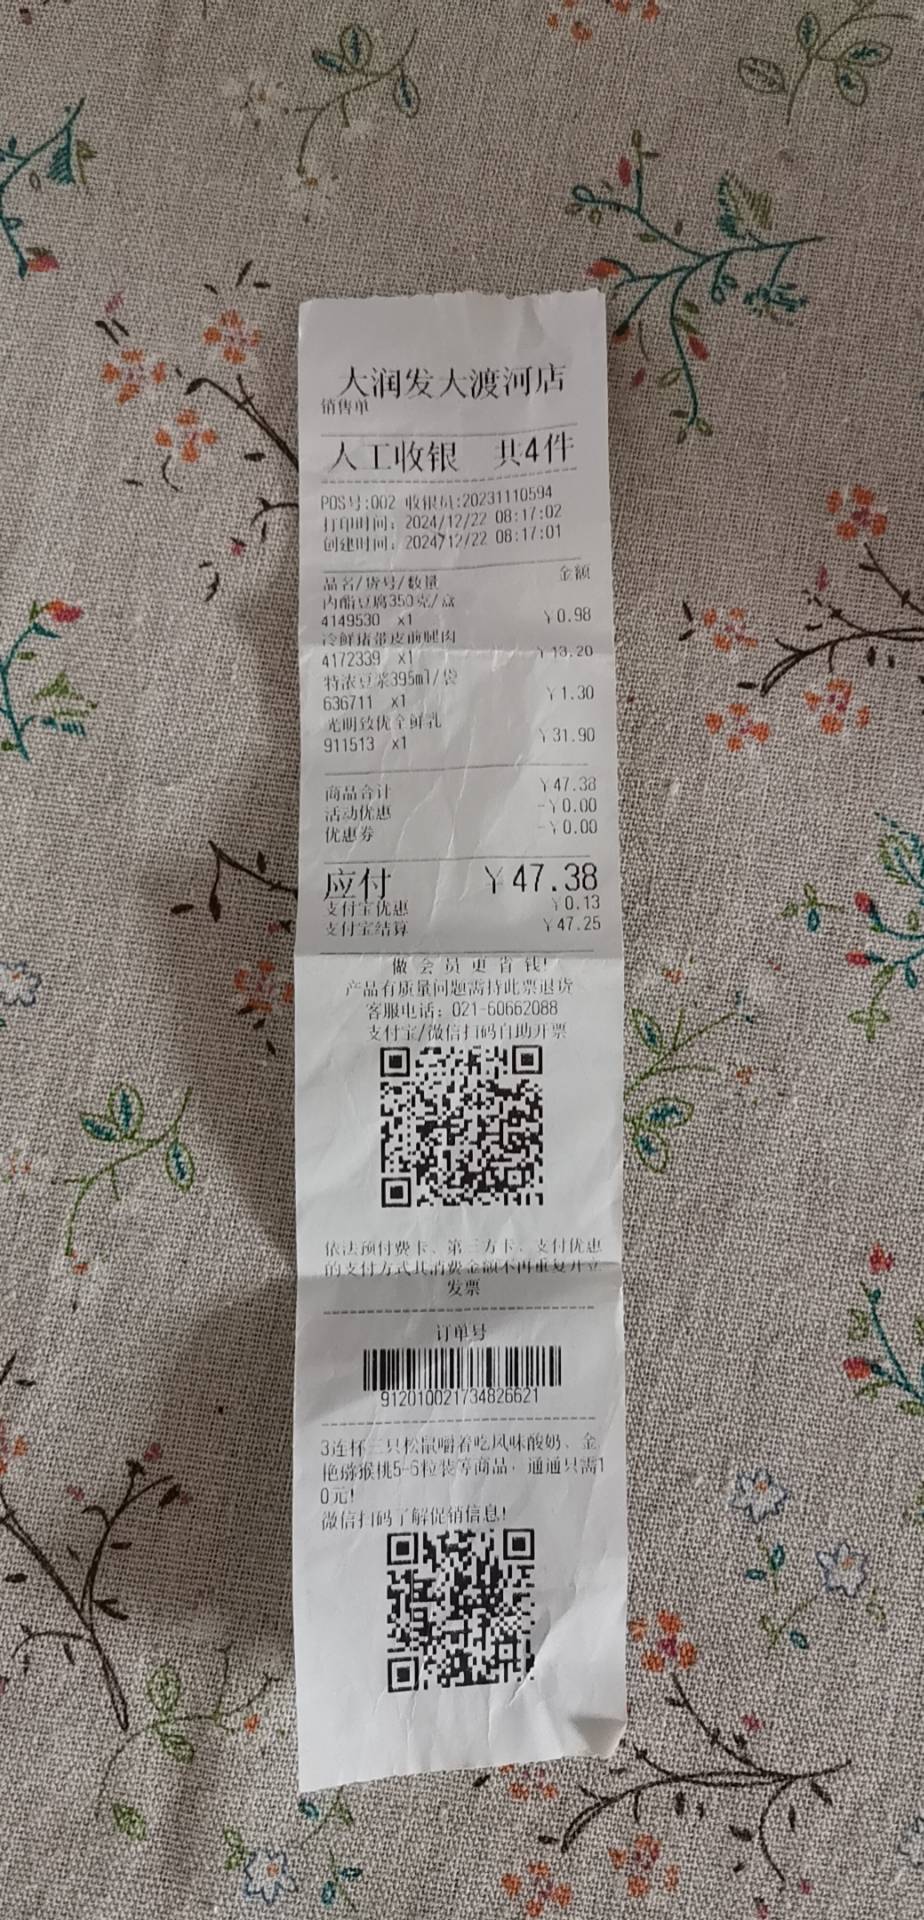 大润发大渡河店
销售单
人工收银 共4件
POS号:002 收银员:20231110594
打印时间: 2024/12/22 08:17:02
创建时间: 2024/12/22 08:17:01
品名/货号/数量 金额
内酯豆腐350克/盒
4149530 x1 ¥0.98
冷鲜猪带皮前腿肉
4172339 x1 ¥13.20
特浓豆浆395ml/袋
636711 x1 ¥1.30
光明致优全鲜乳
911513 x1 ¥31.90
商品合计 ¥47.38
活动优惠 -¥0.00
优惠券 -¥0.00
应付 ¥47.38
支付宝优惠 ¥0.13
支付宝结算 ¥47.25
做会员更省钱!
产品有质量问题需持此票退货
客服电话: 021-60662088
支付宝/微信扫码自助开票
依法预付费卡、第三方卡、支付优惠
的支付方式其消费金额不再重复开立
发票
订单号
912010021734826621
3连杯三只松鼠嚼着吃风味酸奶、金
艳猕猴桃5-6粒装等商品，通通只需1
0元!
微信扫码了解促销信息!